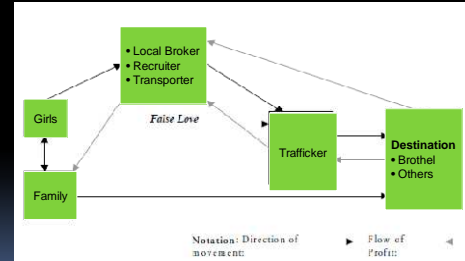 • Local Broker
• Recruiter
• Transporter
Girls
False Love
Trafficker
Destination
• Brothel
• Others
Family
Notation: Direction of
movement:
Flow of
Profit: